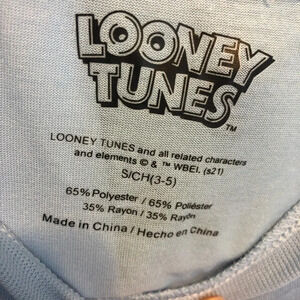 LOONEY
TUNES ™
LOONEY TUNES and all related characters
and elements © & ™ WBEI. (s21)
S/CH(3-5)
65% Polyester / 65% Poliéster
35% Rayon / 35% Rayon
Made in China / Hecho en China